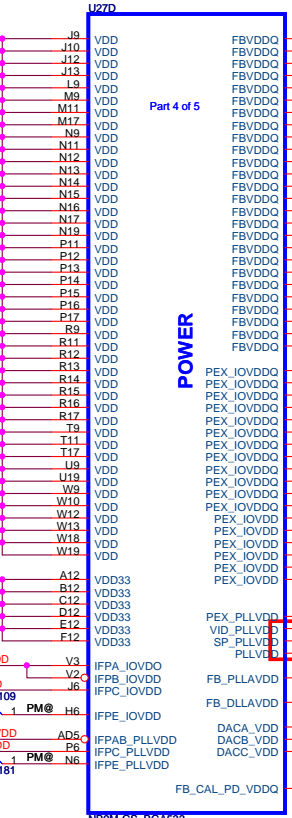 U27D
J9 VDD FBVDDQ
J10 VDD FBVDDQ
J12 VDD FBVDDQ
J13 VDD FBVDDQ
L9 VDD FBVDDQ
M9 VDD FBVDDQ
M11 VDD Part 4 of 5 FBVDDQ
M17 VDD FBVDDQ
N9 VDD FBVDDQ
N11 VDD FBVDDQ
N12 VDD FBVDDQ
N13 VDD FBVDDQ
N14 VDD FBVDDQ
N15 VDD FBVDDQ
N16 VDD FBVDDQ
N17 VDD FBVDDQ
N19 VDD FBVDDQ
P11 VDD FBVDDQ
P12 VDD FBVDDQ
P13 VDD FBVDDQ
P14 VDD FBVDDQ
P15 VDD FBVDDQ
P16 VDD FBVDDQ
P17 VDD FBVDDQ
R9 VDD FBVDDQ
R11 VDD FBVDDQ
R12 VDD
R13 VDD PEX_IOVDDQ
R14 VDD PEX_IOVDDQ
R15 VDD PEX_IOVDDQ
R16 VDD PEX_IOVDDQ
R17 VDD PEX_IOVDDQ
T9 VDD PEX_IOVDDQ
T11 VDD PEX_IOVDDQ
T17 VDD PEX_IOVDDQ
U9 VDD PEX_IOVDDQ
U19 VDD PEX_IOVDDQ
W9 VDD PEX_IOVDDQ
W10 VDD PEX_IOVDDQ
W12 VDD PEX_IOVDD
W13 VDD PEX_IOVDD
W18 VDD PEX_IOVDD
W19 VDD PEX_IOVDD
PEX_IOVDD
A12 VDD33 PEX_IOVDD
B12 VDD33
C12 VDD33
D12 VDD33 PEX_PLLVDD
E12 VDD33 VID_PLLVDD
F12 VDD33 SP_PLLVDD
PLLVDD
POWER
V3 IFPA_IOVDD
V2 IFPB_IOVDD FB_PLLAVDD
J6 IFPC_IOVDD
109
FB_DLLAVDD
1 PM@ H6 IFPE_IOVDD
DACA_VDD
AD5 IFPAB_PLLVDD DACB_VDD
P6 IFPC_PLLVDD DACC_VDD
1 PM@ N6 IFPE_PLLVDD
181
FB_CAL_PD_VDDQ